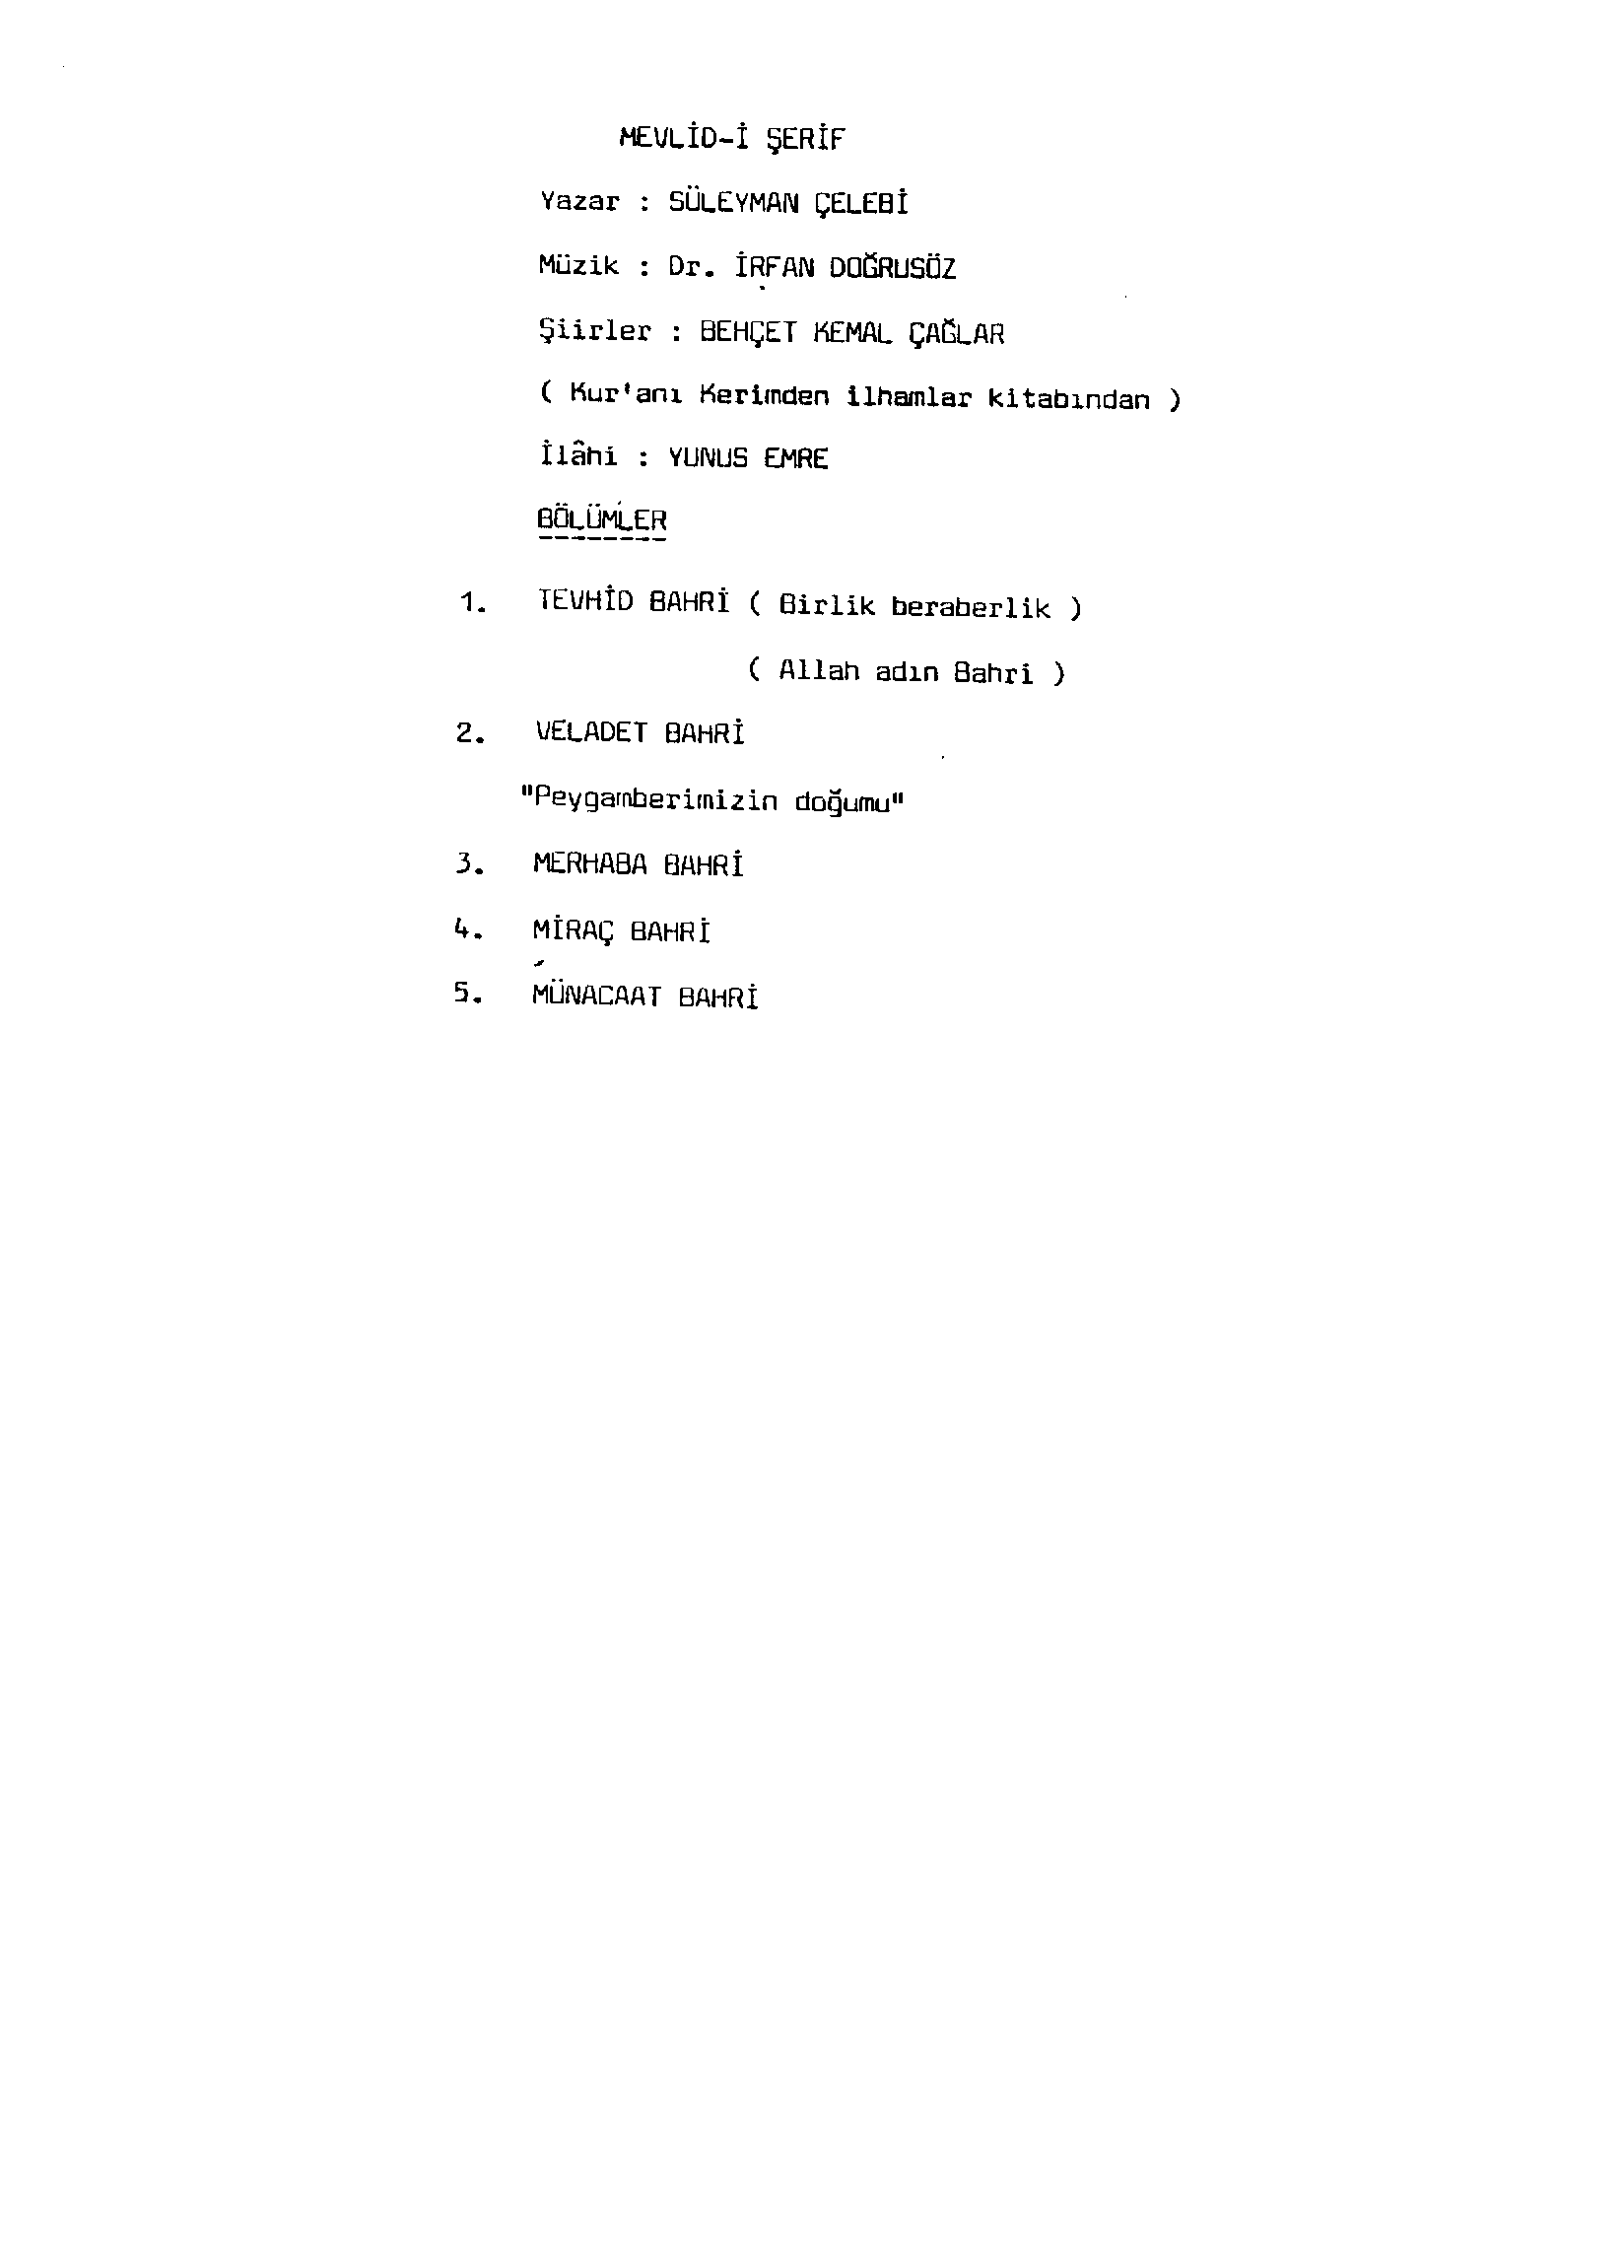 MEVLİD-İ ŞERİF
Yazar : SÜLEYMAN ÇELEBİ
Müzik : Dr. İRFAN DOĞRUSÖZ
Şiirler : BEHÇET KEMAL ÇAĞLAR
( Kur'anı Kerimden ilhamlar kitabından )
İlâhi : YUNUS EMRE
BÖLÜMLER
1. TEVHİD BAHRİ ( Birlik beraberlik )
( Allah adın Bahri )
2. VELADET BAHRİ
"Peygamberimizin doğumu"
3. MERHABA BAHRİ
4. MİRAÇ BAHRİ
5. MÜNACAAT BAHRİ